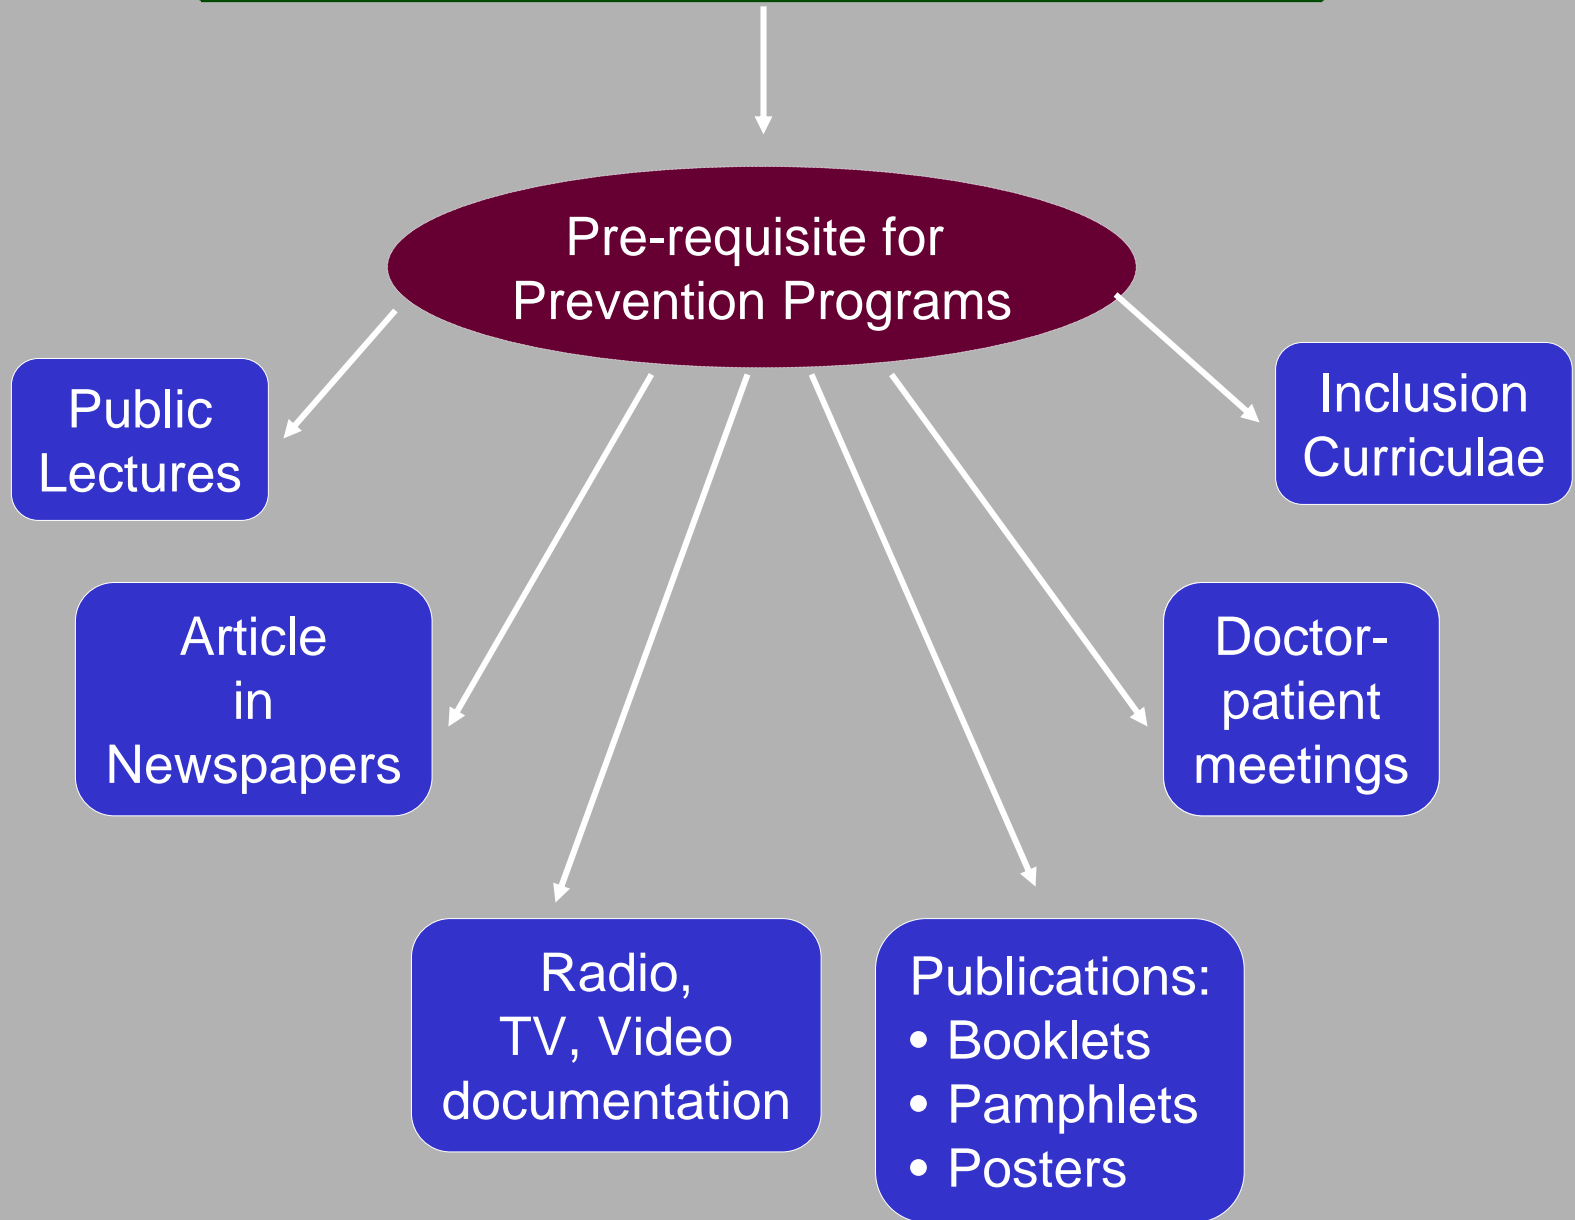 Pre-requisite for
Prevention Programs
Public
Lectures
Inclusion
Curriculae
Article
in
Newspapers
Doctor-
patient
meetings
Radio,
TV, Video
documentation
Publications:
• Booklets
• Pamphlets
• Posters